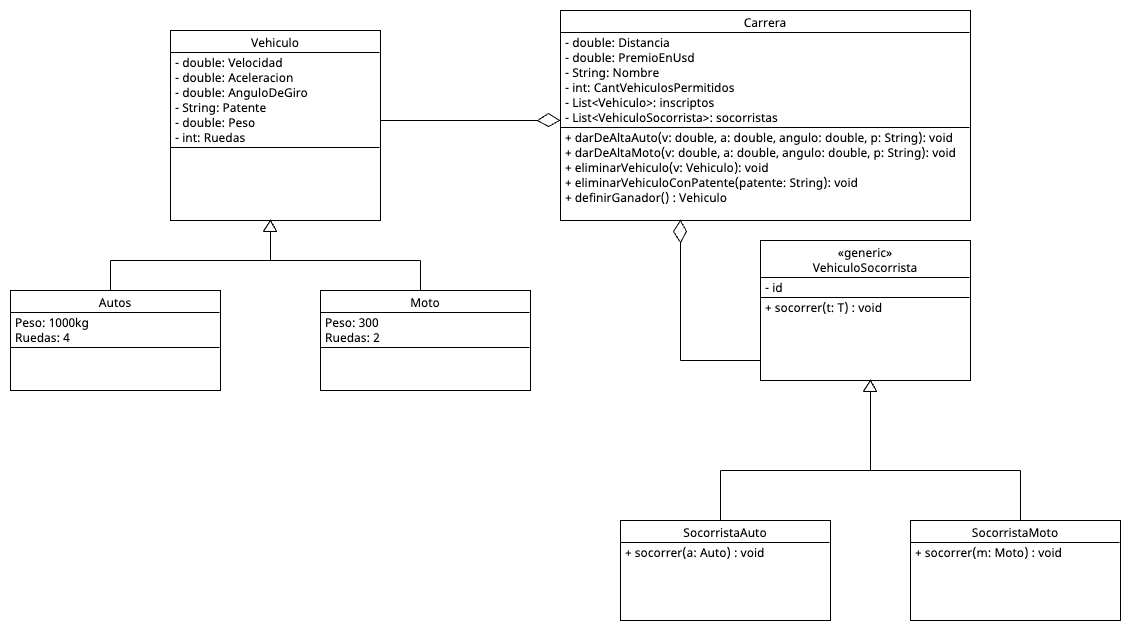 Vehiculo
- double: Velocidad
- double: Aceleracion
- double: AnguloDeGiro
- String: Patente
- double: Peso
- int: Ruedas
Carrera
- double: Distancia
- double: PremioEnUsd
- String: Nombre
- int: CantVehiculosPermitidos
- List<Vehiculo>: inscriptos
- List<VehiculoSocorrista>: socorristas
+ darDeAltaAuto(v: double, a: double, angulo: double, p: String): void
+ darDeAltaMoto(v: double, a: double, angulo: double, p: String): void
+ eliminarVehiculo(v: Vehiculo): void
+ eliminarVehiculoConPatente(patente: String): void
+ definirGanador() : Vehiculo
«generic»
VehiculoSocorrista
- id
+ socorrer(t: T) : void
Autos
Peso: 1000kg
Ruedas: 4
Moto
Peso: 300
Ruedas: 2
SocorristaAuto
+ socorrer(a: Auto) : void
SocorristaMoto
+ socorrer(m: Moto) : void